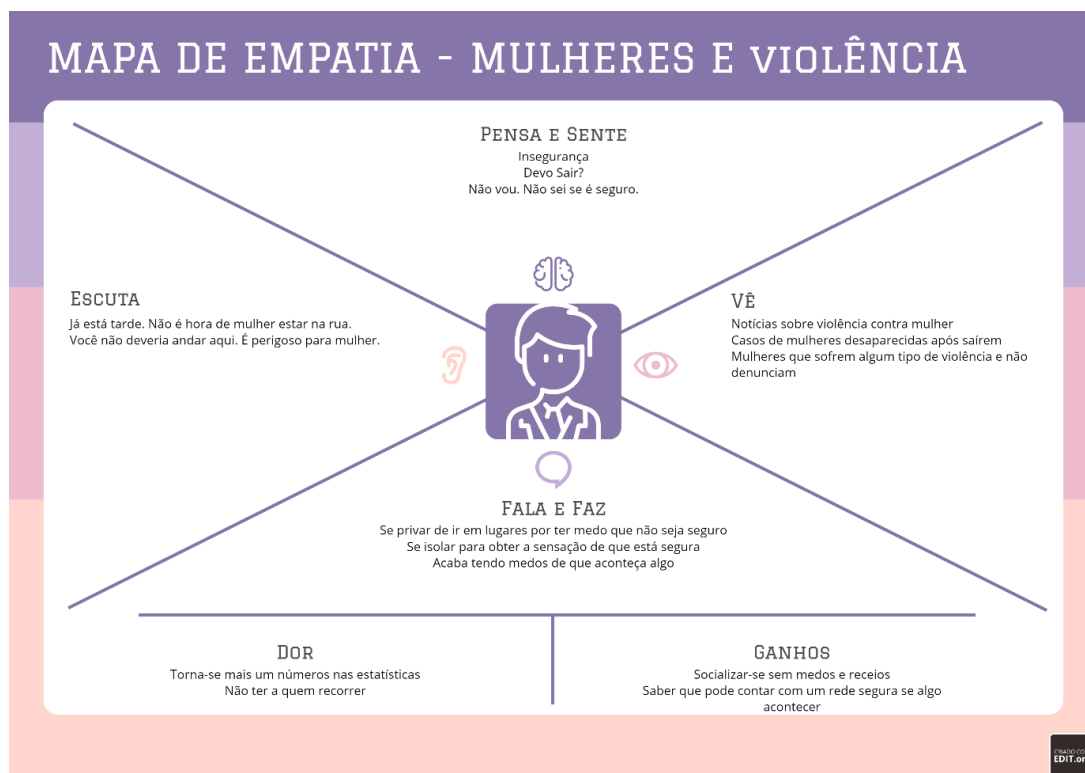 MAPA DE EMPATIA - MULHERES E VIOLÊNCIA
PENSA E SENTE
Insegurança
Devo Sair?
Não vou. Não sei se é seguro.
ESCUTA
Já está tarde. Não é hora de mulher estar na rua.
Você não deveria andar aqui. É perigoso para mulher.
VÊ
Notícias sobre violência contra mulher
Casos de mulheres desaparecidas após saírem
Mulheres que sofrem algum tipo de violência e não
denunciam
FALA E FAZ
Se privar de ir em lugares por ter medo que não seja seguro
Se isolar para obter a sensação de que está segura
Acaba tendo medos de que aconteça algo
DOR
Torna-se mais um números nas estatísticas
Não ter a quem recorrer
GANHOS
Socializar-se sem medos e receios
Saber que pode contar com um rede segura se algo
acontecer
CRIADO CO
EDIT.or